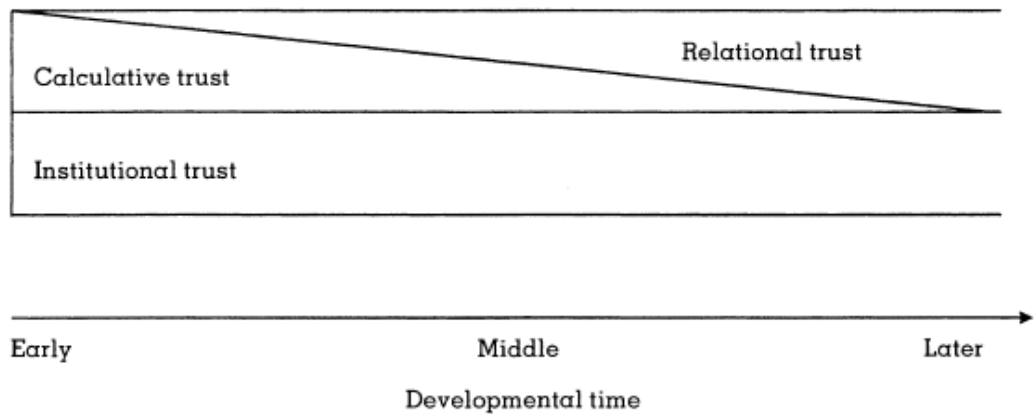 Relational trust
Calculative trust
Institutional trust
Early Middle Later
Developmental time